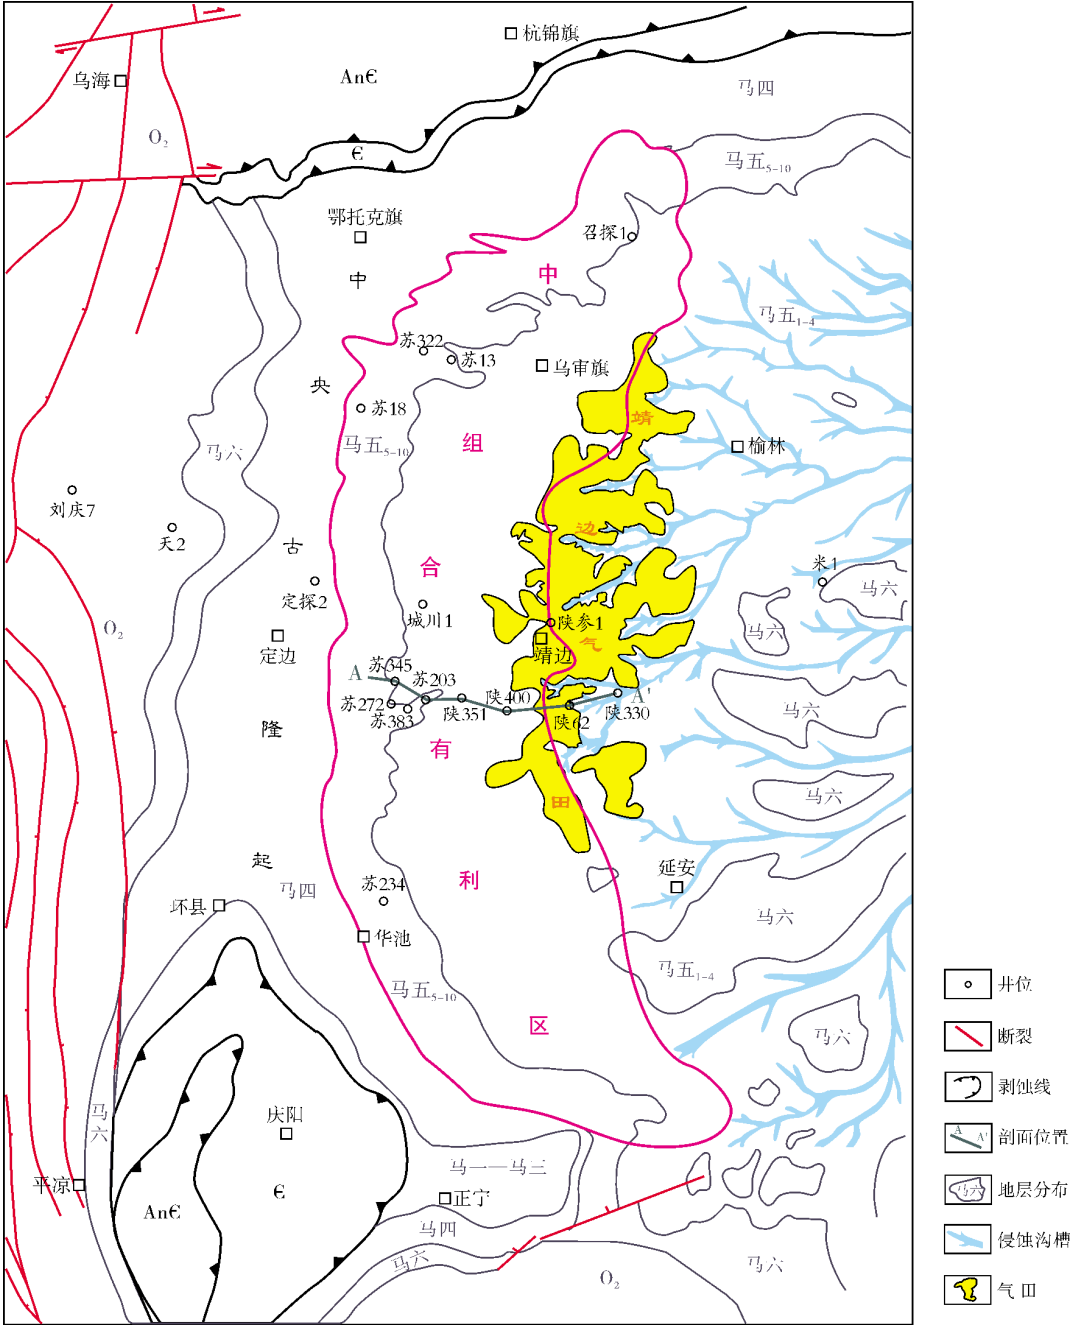 杭锦旗
乌海
AnЄ
马四
O₂
Є
马五₅₋₁₀
鄂托克旗
召探1
中
中
马五₁₋₄
苏322
苏13
乌审旗
央
苏18
靖
组
马五₅₋₁₀
马六
榆林
刘庆7
边
天2
古
合
米1
马六
定探2
城川1
陕参1
O₂
马六
定边
靖边
气
A
苏345
苏203
陕400
A'
苏272
苏383
陕351
陕62
陕330
马六
隆
有
马六
田
起
马四
苏234
利
延安
环县
马六
华池
马五₅₋₁₀
马五₁₋₄
区
马六
马六
庆阳
马一——马三
平凉
Є
正宁
AnЄ
马四
马六
O₂
马六
井位
断裂
剥蚀线
A
A'
剖面位置
马六
地层分布
侵蚀沟槽
气田